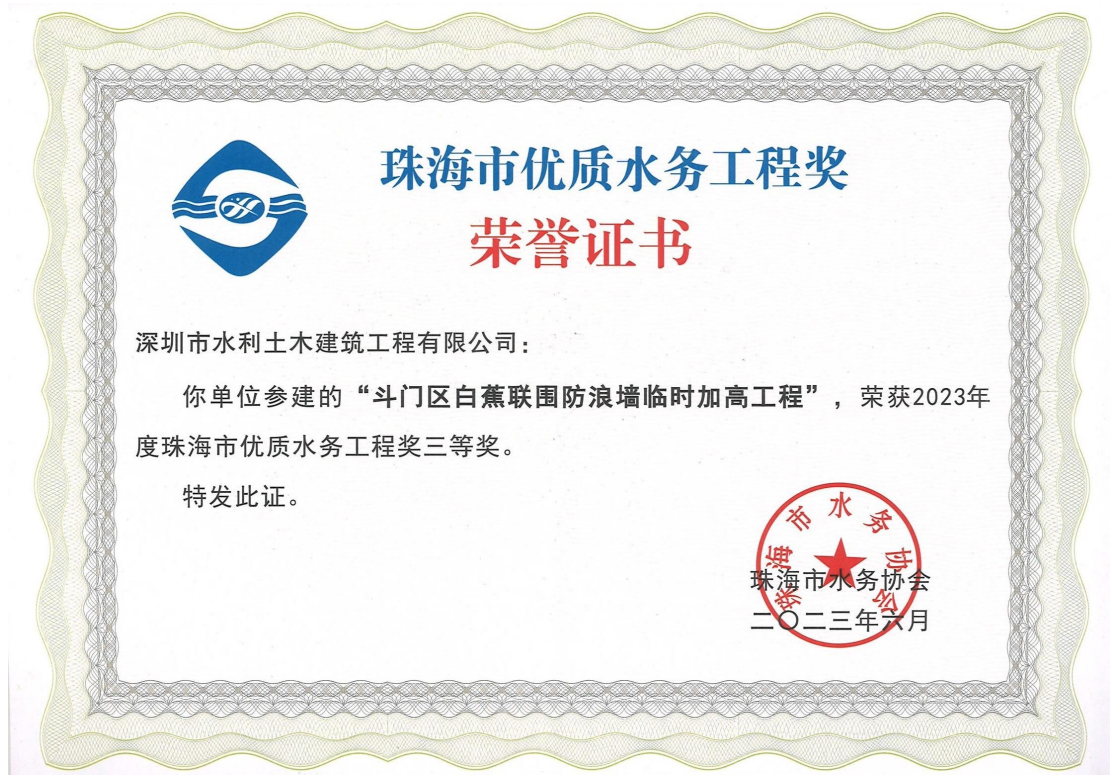 珠海市优质水务工程奖
荣誉证书
深圳市水利土木建筑工程有限公司：
你单位参建的“斗门区白蕉联围防浪墙临时加高工程”，荣获2023年
度珠海市优质水务工程奖三等奖。
特发此证。
珠海市水务协会
珠海市水务协会
二〇二三年六月